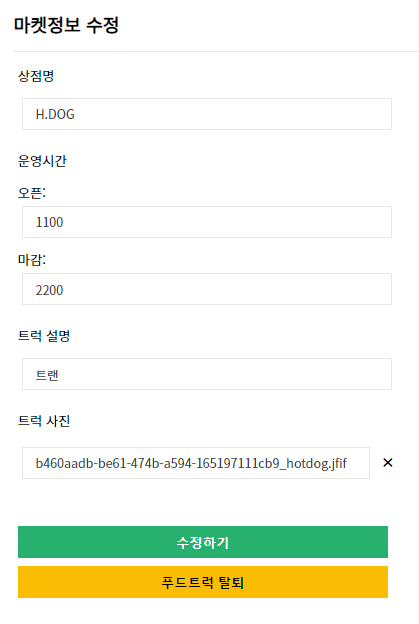 마켓정보 수정
상점명
H.DOG
운영시간
오픈:
1100
마감:
2200
트럭 설명
트랜
트럭 사진
b460aadb-be61-474b-a594-165197111cb9_hotdog.jfif ✕
수정하기
푸드트럭 탈퇴